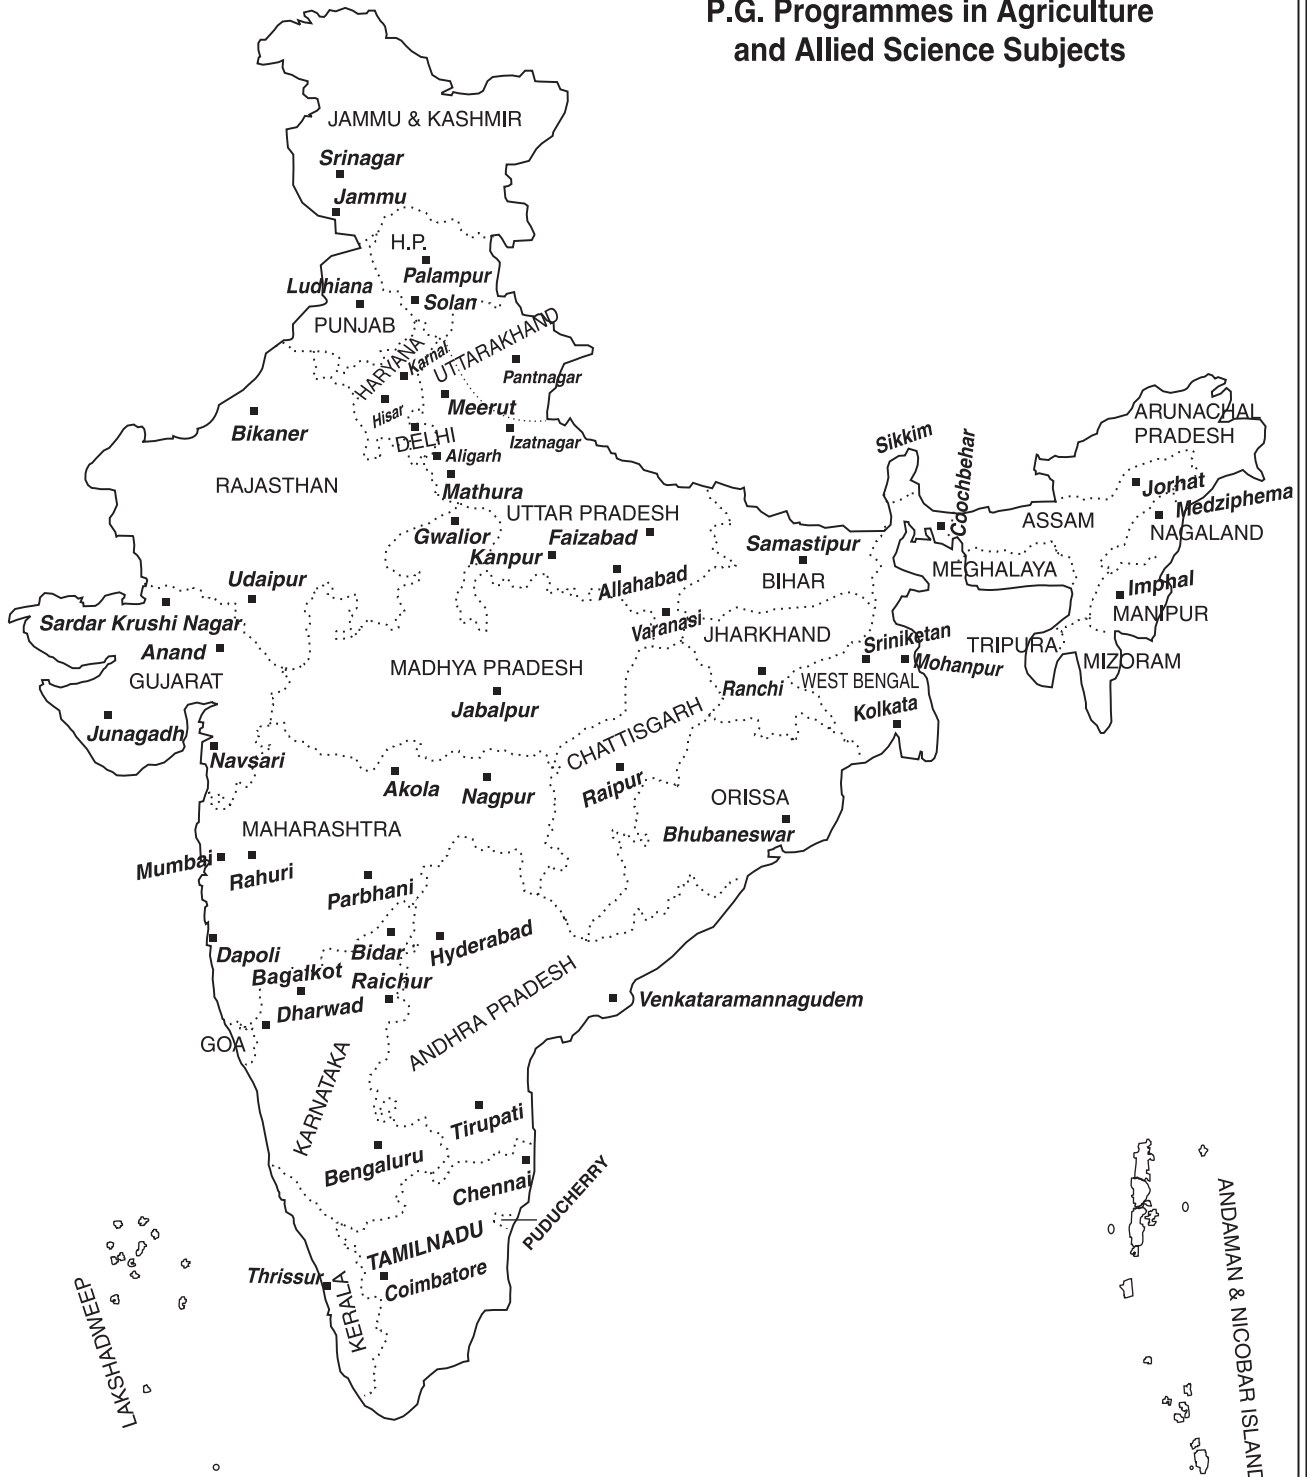 P.G. Programmes in Agriculture
and Allied Science Subjects
JAMMU & KASHMIR
Srinagar
Jammu
H.P.
Palampur
Ludhiana
Solan
PUNJAB
UTTARAKHAND
HARYANA
Karnal
Pantnagar
Hisar
Meerut
Bikaner
DELHI
Izatnagar
Aligarh
RAJASTHAN
Mathura
UTTAR PRADESH
Gwalior
Faizabad
Kanpur
Samastipur
Allahabad
BIHAR
Udaipur
Sardar Krushi Nagar
Varanasi
JHARKHAND
Anand
GUJARAT
MADHYA PRADESH
Jabalpur
Ranchi
Sriniketan
Mohanpur
WEST BENGAL
Kolkata
Sikkim
Coochbehar
ARUNACHAL
PRADESH
Jorhat
Medziphema
ASSAM
NAGALAND
MEGHALAYA
Imphal
MANIPUR
TRIPURA
MIZORAM
Junagadh
Navsari
CHATTISGARH
Akola
Nagpur
Raipur
ORISSA
Bhubaneswar
MAHARASHTRA
Mumbai
Rahuri
Parbhani
Dapoli
Bidar
Hyderabad
Bagalkot
Raichur
Dharwad
ANDHRA PRADESH
Venkataramannagudem
GOA
KARNATAKA
Tirupati
Bengaluru
Chennai
PUDUCHERRY
TAMILNADU
Thrissur
Coimbatore
KERALA
LAKSHADWEEP
ANDAMAN & NICOBAR ISLAND